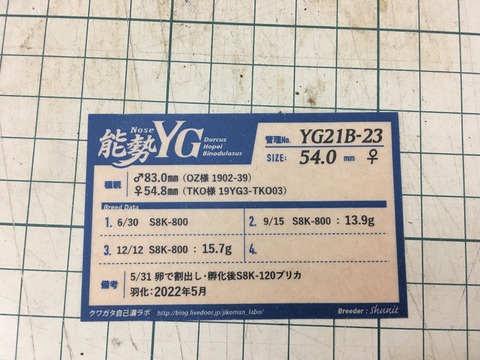 能勢YG
Nose
Dorcus
Hopei
Binodulosus
管理No. YG21B-23
SIZE: 54.0 mm ♀
種親
♂83.0mm (OZ様 1902-39)
♀54.8mm (TKO様 19YG3-TKO03)
Breed Data
1. 6/30 S8K-800
2. 9/15 S8K-800 : 13.9g
3. 12/12 S8K-800 : 15.7g
4.
備考
5/31 卵で割出し・孵化後S8K-120プリカ
羽化:2022年5月
クワガタ自己満ラボ http://blog.livedoor.jp/jikoman_labo/
Breeder : Shunit